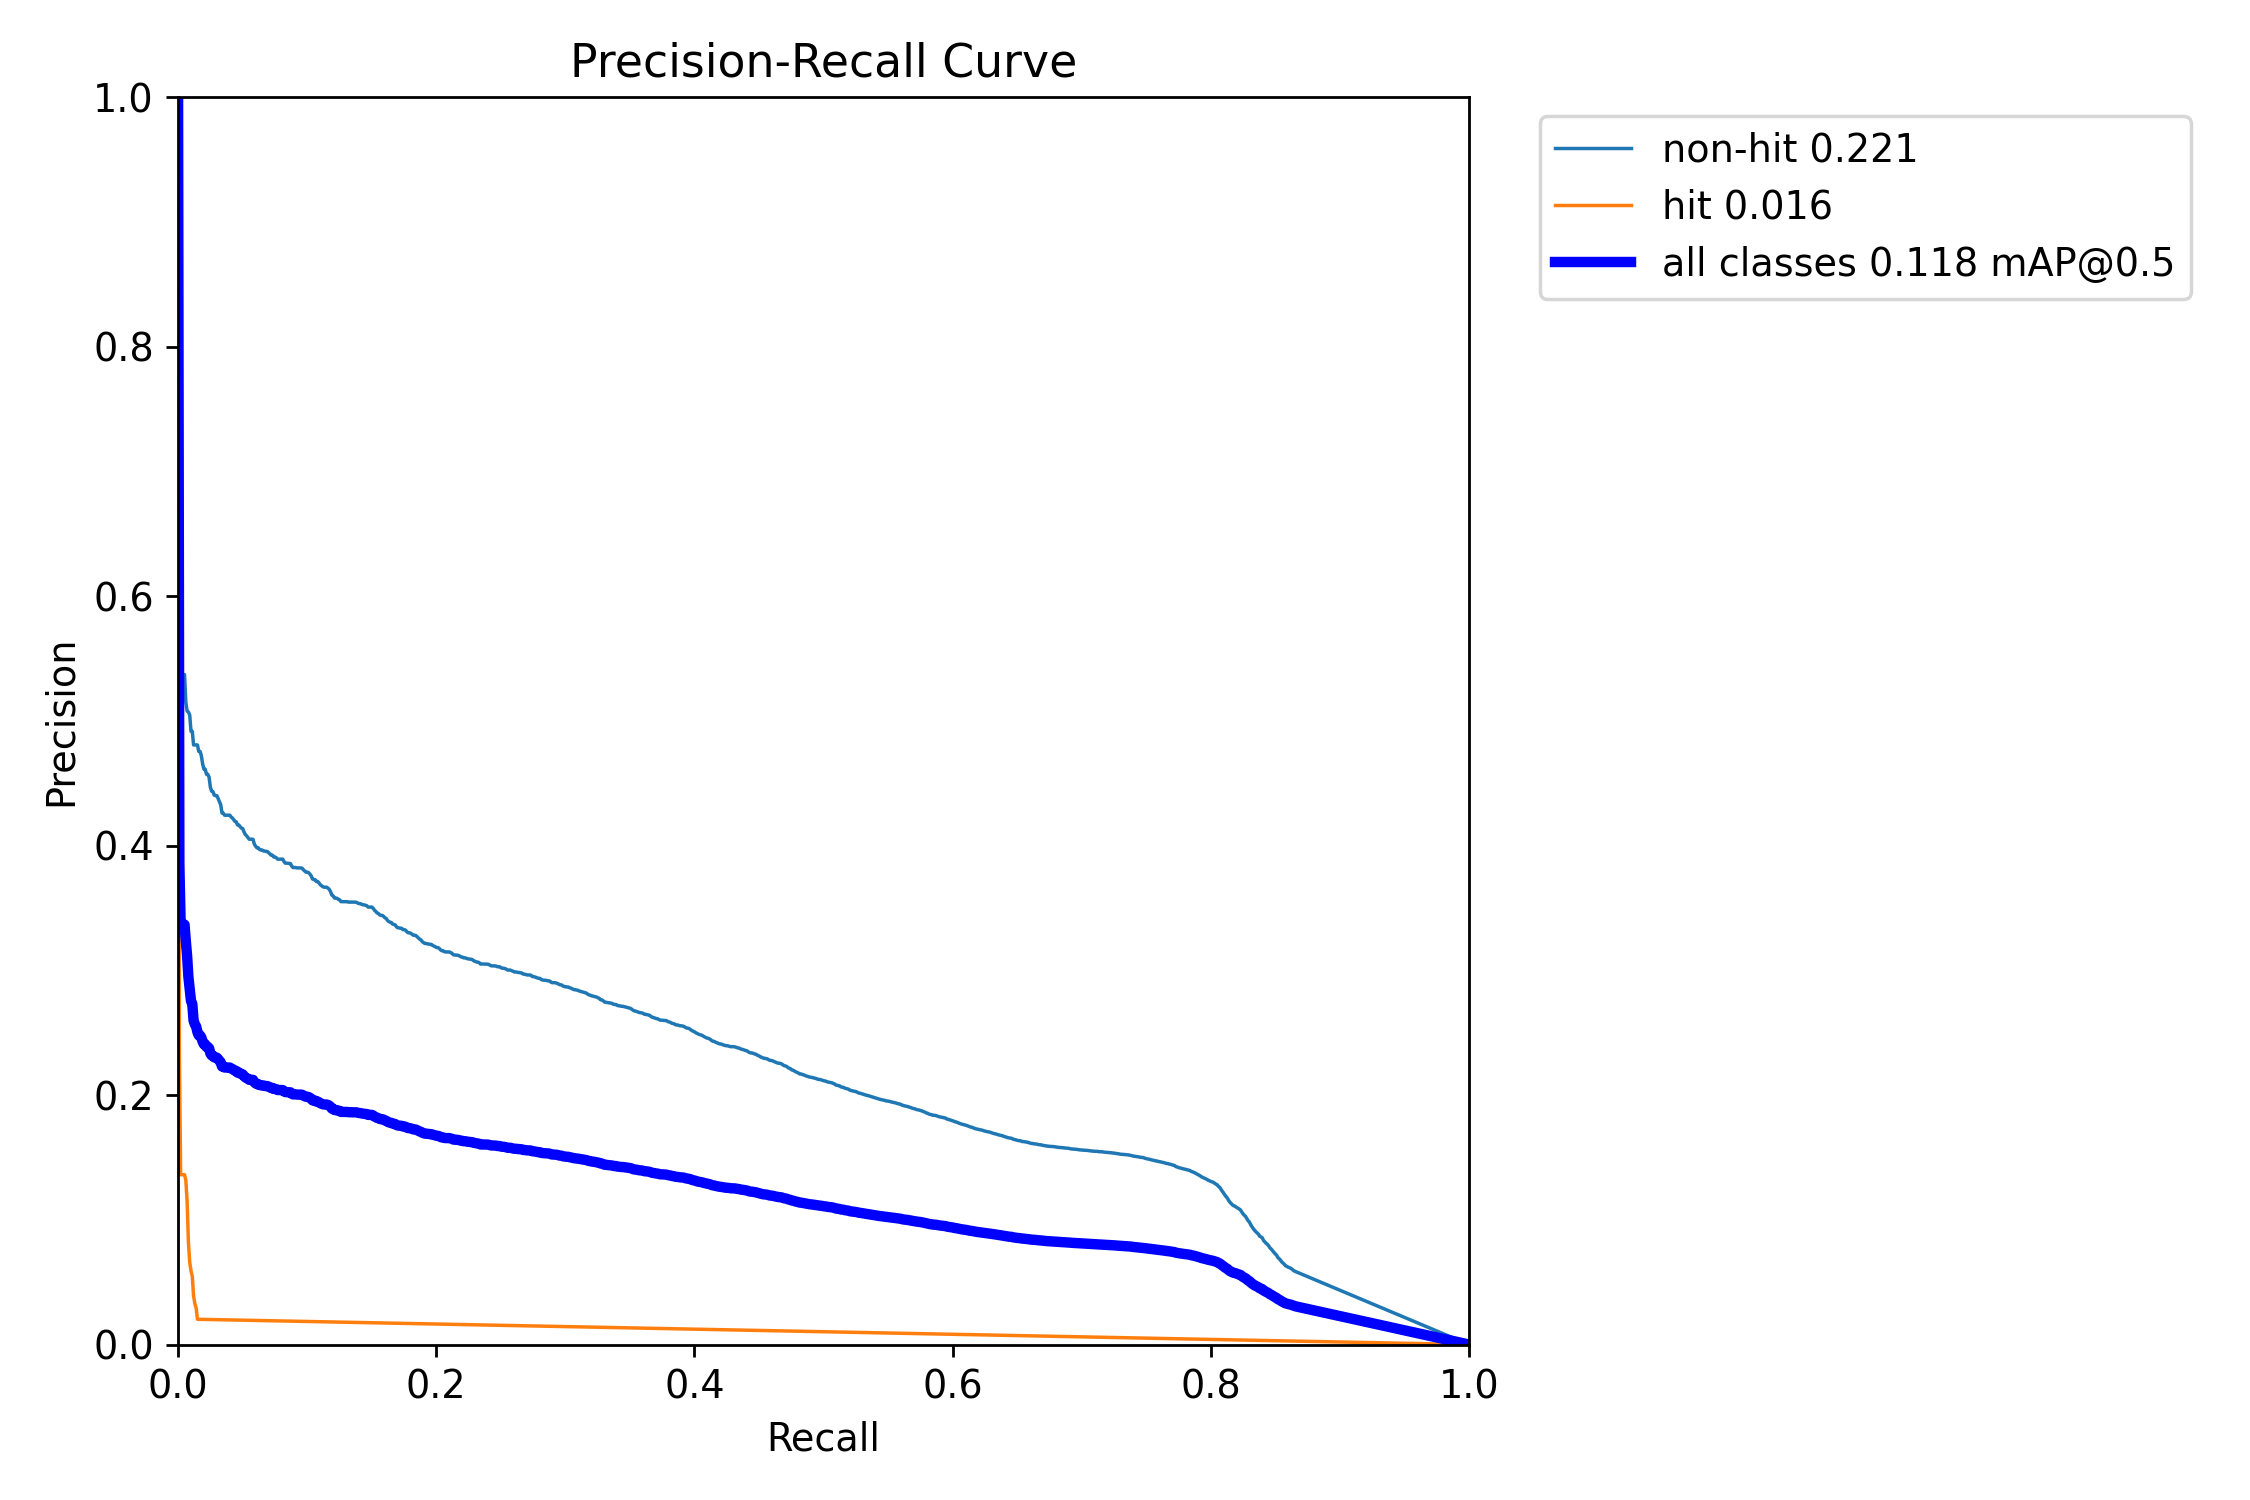 Precision-Recall Curve
1.0
0.8
0.6
0.4
0.2
0.0
Precision
0.0 0.2 0.4 0.6 0.8 1.0
Recall
non-hit 0.221
hit 0.016
all classes 0.118 mAP@0.5